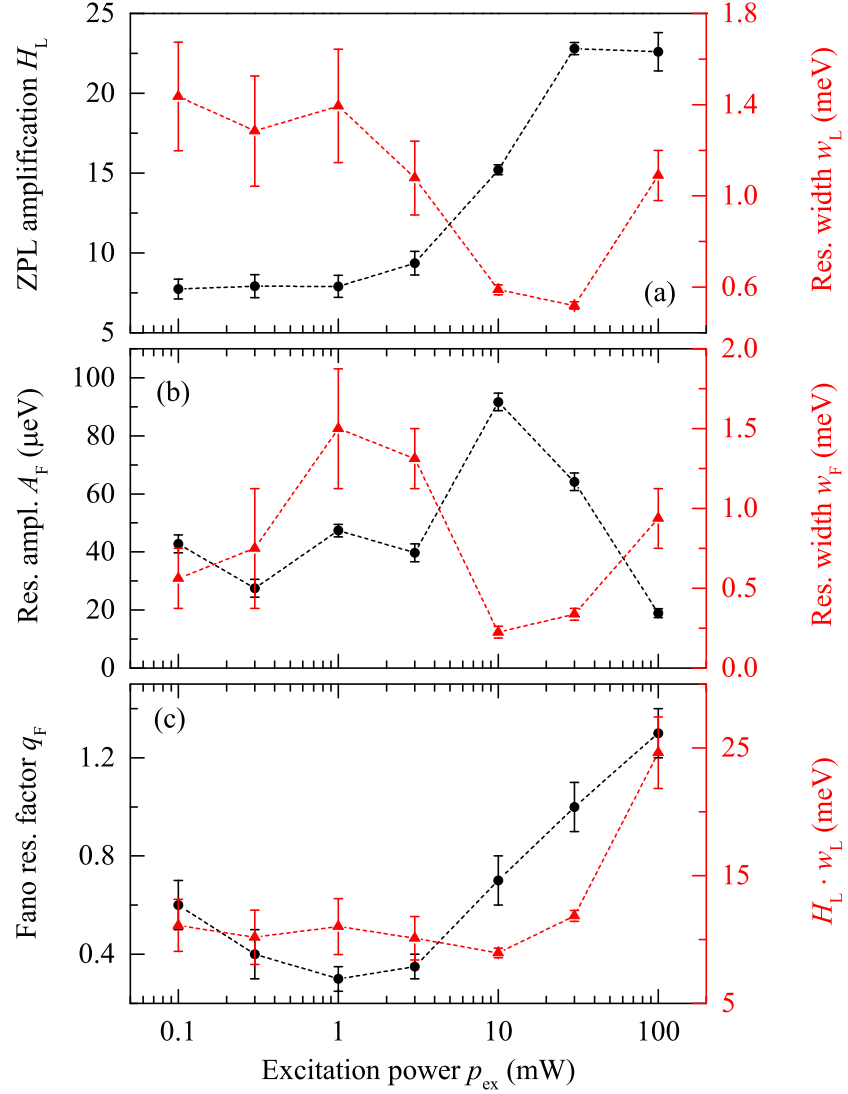 ZPL amplification H_L
25
20
15
10
5
(a)
1.8
1.4
1.0
0.6
Res. width w_L (meV)
Res. ampl. A_F (μeV)
100
80
60
40
20
0
(b)
2.0
1.5
1.0
0.5
0.0
Res. width w_F (meV)
Fano res. factor q_F
1.2
0.8
0.4
(c)
25
15
5
H_L · w_L (meV)
0.1 1 10 100
Excitation power p_ex (mW)